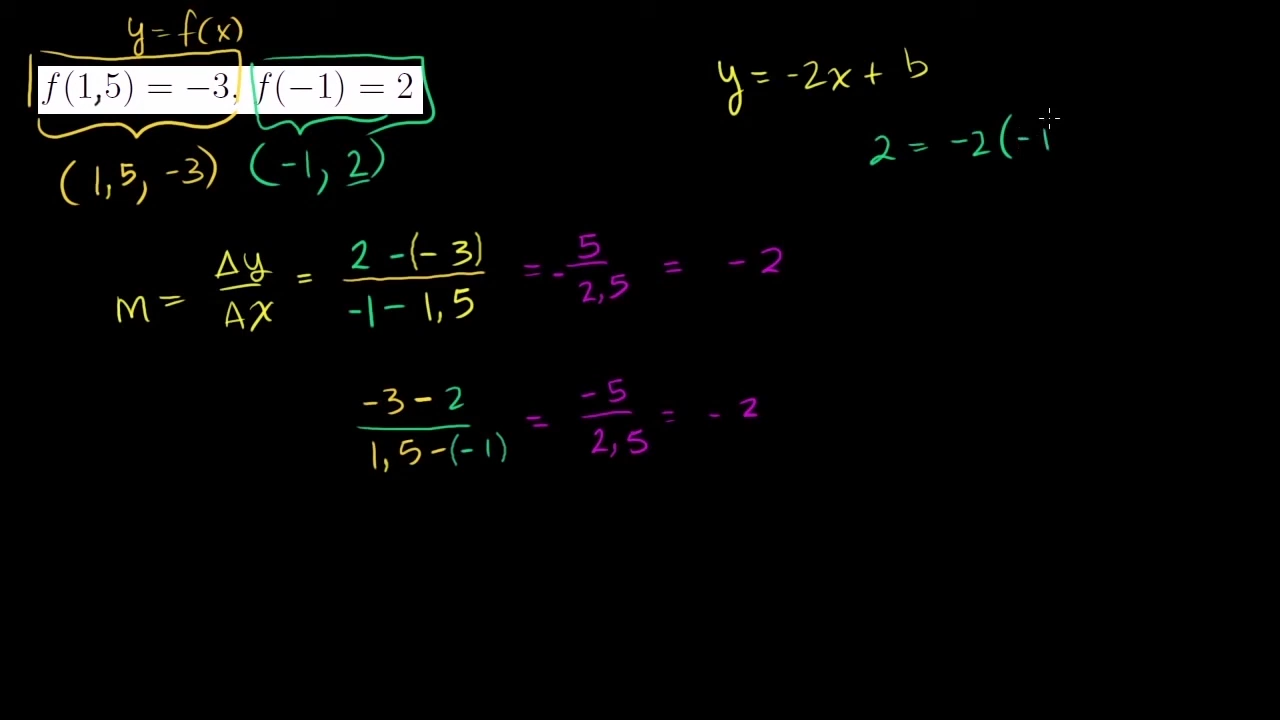 y = f(x)
f(1,5) = −3. f(−1) = 2
(1,5, -3) (-1, 2)
y = -2x + b
2 = -2(-1
m = Δy/Δx = 2 -(- 3)/-1 - 1,5 = - 5/2,5 = - 2
-3 - 2/1,5 -(-1) = -5/2,5 = - 2